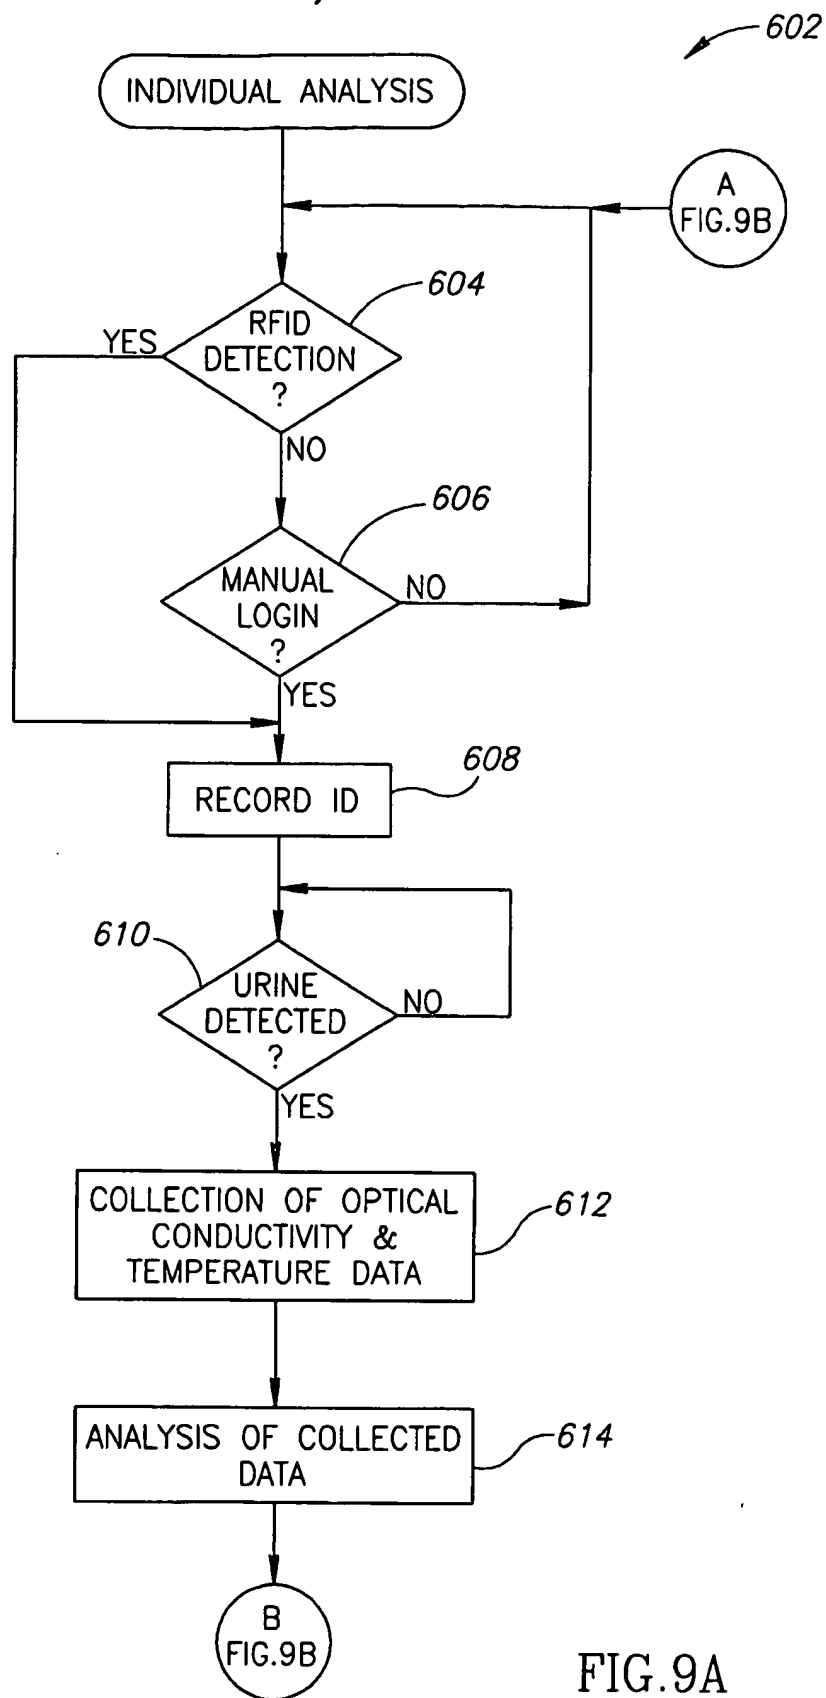 602
INDIVIDUAL ANALYSIS
A
FIG.9B
604
RFID
DETECTION
?
YES
NO
606
MANUAL
LOGIN
?
NO
YES
608
RECORD ID
610
URINE
DETECTED
?
NO
YES
COLLECTION OF OPTICAL
CONDUCTIVITY &
TEMPERATURE DATA
612
ANALYSIS OF COLLECTED
DATA
614
B
FIG.9B
FIG.9A